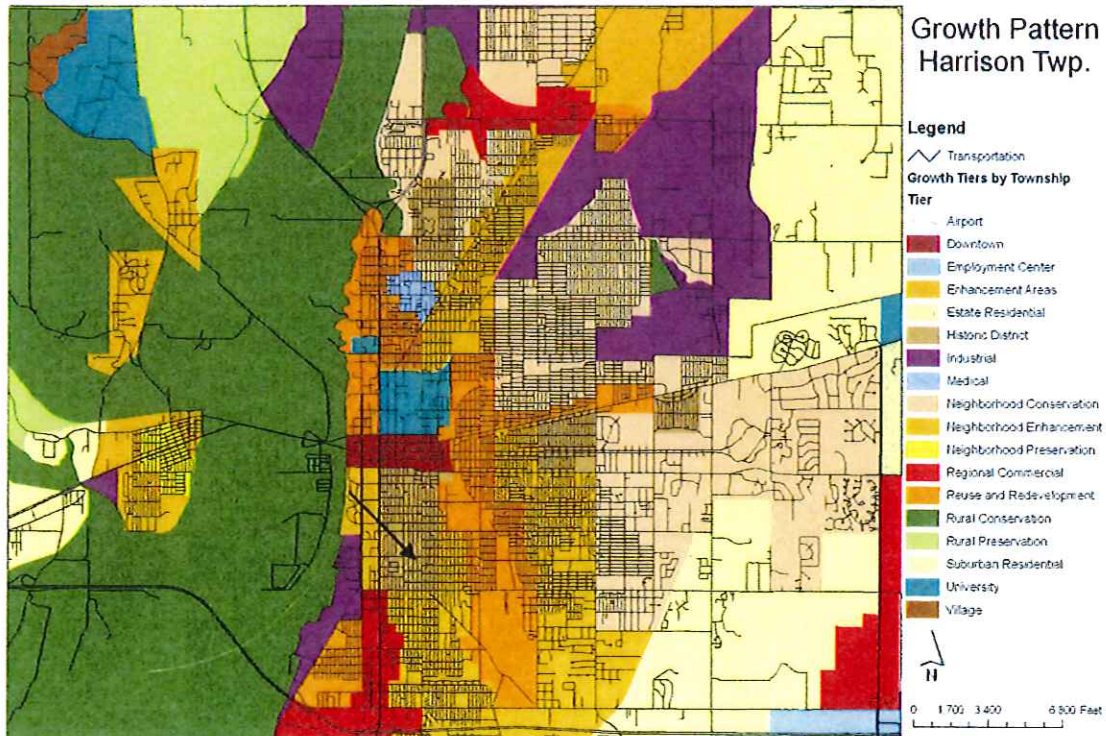 Growth Pattern
Harrison Twp.
Legend
Transportation
Growth Tiers by Township
Tier
Airport
Downtown
Employment Center
Enhancement Areas
Estate Residential
Historic District
Industrial
Medical
Neighborhood Conservation
Neighborhood Enhancement
Neighborhood Preservation
Regional Commercial
Reuse and Redevelopment
Rural Conservation
Rural Preservation
Suburban Residential
University
Village
N
0 1,700 3,400 6,800 Feet